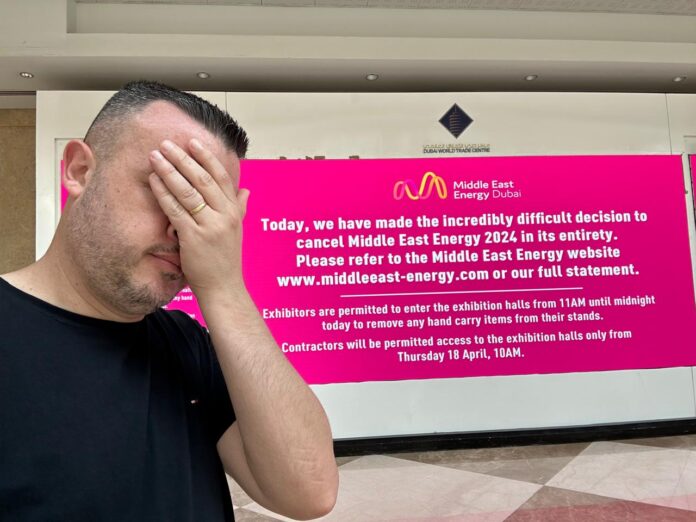 DUBAI WORLD TRADE CENTRE
Middle East
Energy Dubai
Today, we have made the incredibly difficult decision to
cancel Middle East Energy 2024 in its entirety.
Please refer to the Middle East Energy website
www.middleeast-energy.com or our full statement.
Exhibitors are permitted to enter the exhibition halls from 11AM until midnight
today to remove any hand carry items from their stands.
Contractors will be permitted access to the exhibition halls only from
Thursday 18 April, 10AM.